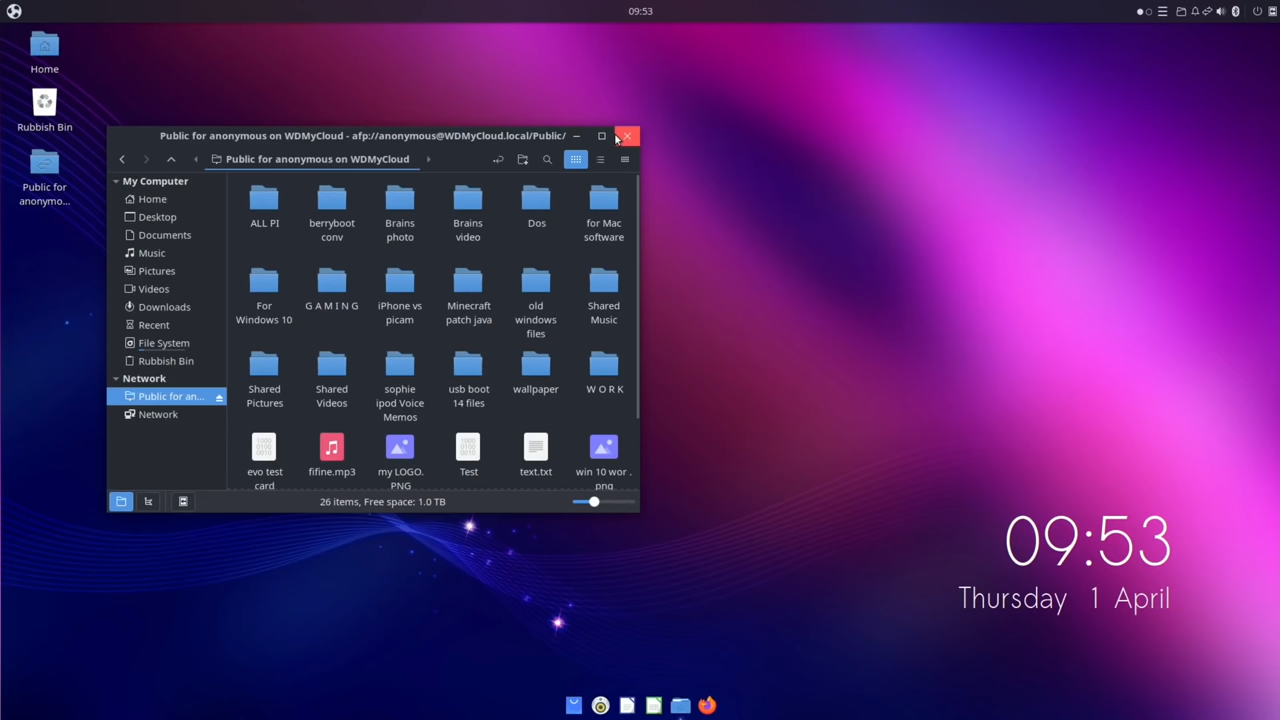 09:53
Home
Rubbish Bin
Public for
anonymo...
Public for anonymous on WDMyCloud - afp://anonymous@WDMyCloud.local/Public/
Public for anonymous on WDMyCloud
My Computer
Home
Desktop
Documents
Music
Pictures
Videos
Downloads
Recent
File System
Rubbish Bin
Network
Public for an...
Network
ALL PI
berryboot
conv
Brains
photo
Brains
video
Dos
for Mac
software
For
Windows 10
G A M I N G
iPhone vs
picam
Minecraft
patch java
old
windows
files
Shared
Music
Shared
Pictures
Shared
Videos
sophie
ipod Voice
Memos
usb boot
14 files
wallpaper
W O R K
evo test
card
fifine.mp3
my LOGO.
PNG
Test
text.txt
win 10 wor .
png
26 items, Free space: 1.0 TB
09:53
Thursday 1 April